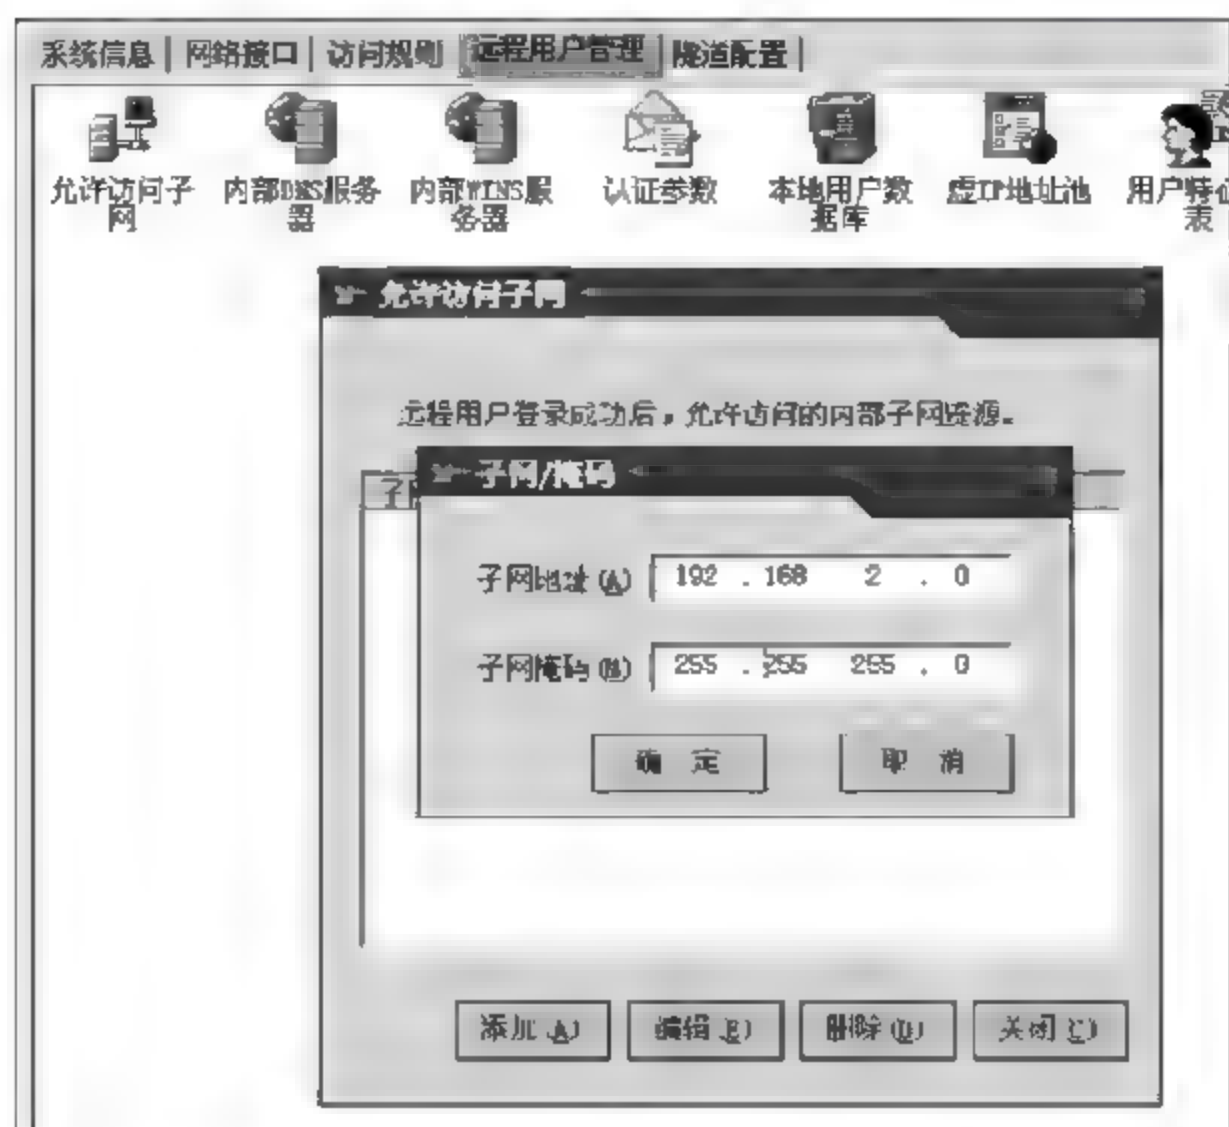 系统信息 | 网络接口 | 访问规则 | 远程用户管理 | 隧道配置 |
允许访问子网
内部DNS服务器
内部WINS服务器
认证参数
本地用户数据库
虚IP地址池
用户特征表
允许访问子网
远程用户登录成功后，允许访问的内部子网资源。
子
子网/掩码
子网地址(A) 192 . 168 2 . 0
子网掩码(M) 255 . 255 255 . 0
确 定 取 消
添加(A) 编辑(E) 删除(D) 关闭(C)